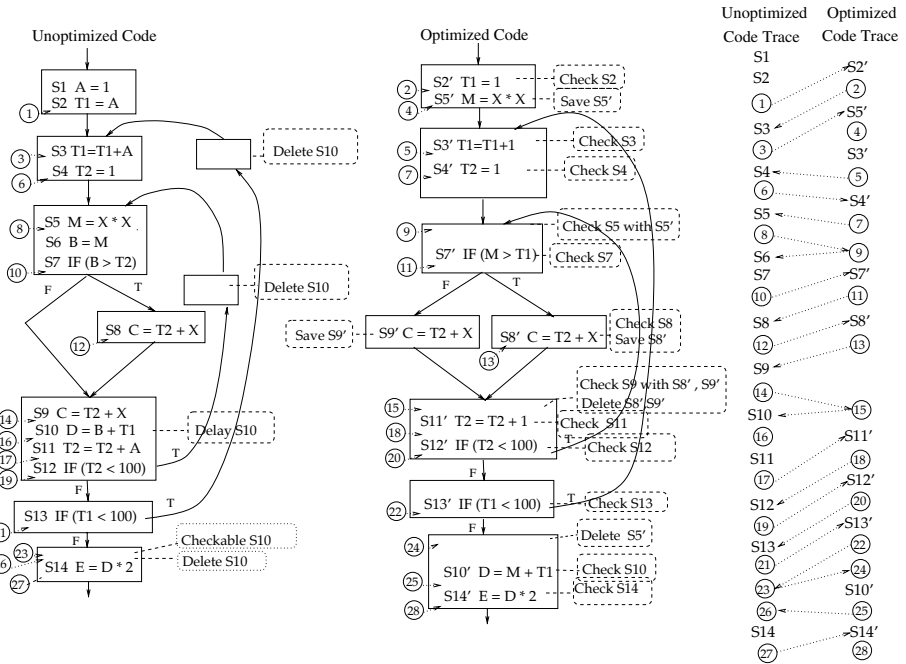 Unoptimized Code
S1 A = 1
S2 T1 = A
1
S3 T1=T1+A
S4 T2 = 1
3
6
Delete S10
S5 M = X * X
S6 B = M
S7 IF (B > T2)
8
10
F
T
Delete S10
S8 C = T2 + X
12
S9 C = T2 + X
S10 D = B + T1
S11 T2 = T2 + A
S12 IF (T2 < 100)
14
16
17
19
Delay S10
T
F
S13 IF (T1 < 100)
1
T
F
S14 E = D * 2
23
6
27
Checkable S10
Delete S10
Optimized Code
S2' T1 = 1
S5' M = X * X
2
4
Check S2
Save S5'
S3' T1=T1+1
S4' T2 = 1
5
7
Check S3
Check S4
9
S7' IF (M > T1)
11
Check S5 with S5'
Check S7
F
T
Save S9'
S9' C = T2 + X
S8' C = T2 + X
13
Check S8
Save S8'
15
S11' T2 = T2 + 1
18
S12' IF (T2 < 100)
20
Check S9 with S8' , S9'
Delete S8',S9'
Check S11
T
Check S12
F
S13' IF (T1 < 100)
22
T
Check S13
F
24
S10' D = M + T1
25
S14' E = D * 2
28
Delete S5'
Check S10
Check S14
Unoptimized
Code Trace
S1
S2
1
S3
3
S4
6
S5
8
S6
S7
10
S8
12
S9
14
S10
16
S11
17
S12
19
S13
21
23
26
S14
27
Optimized
Code Trace
S2'
2
S5'
4
S3'
5
S4'
7
9
S7'
11
S8'
13
15
S11'
18
S12'
20
S13'
22
24
S10'
25
S14'
28